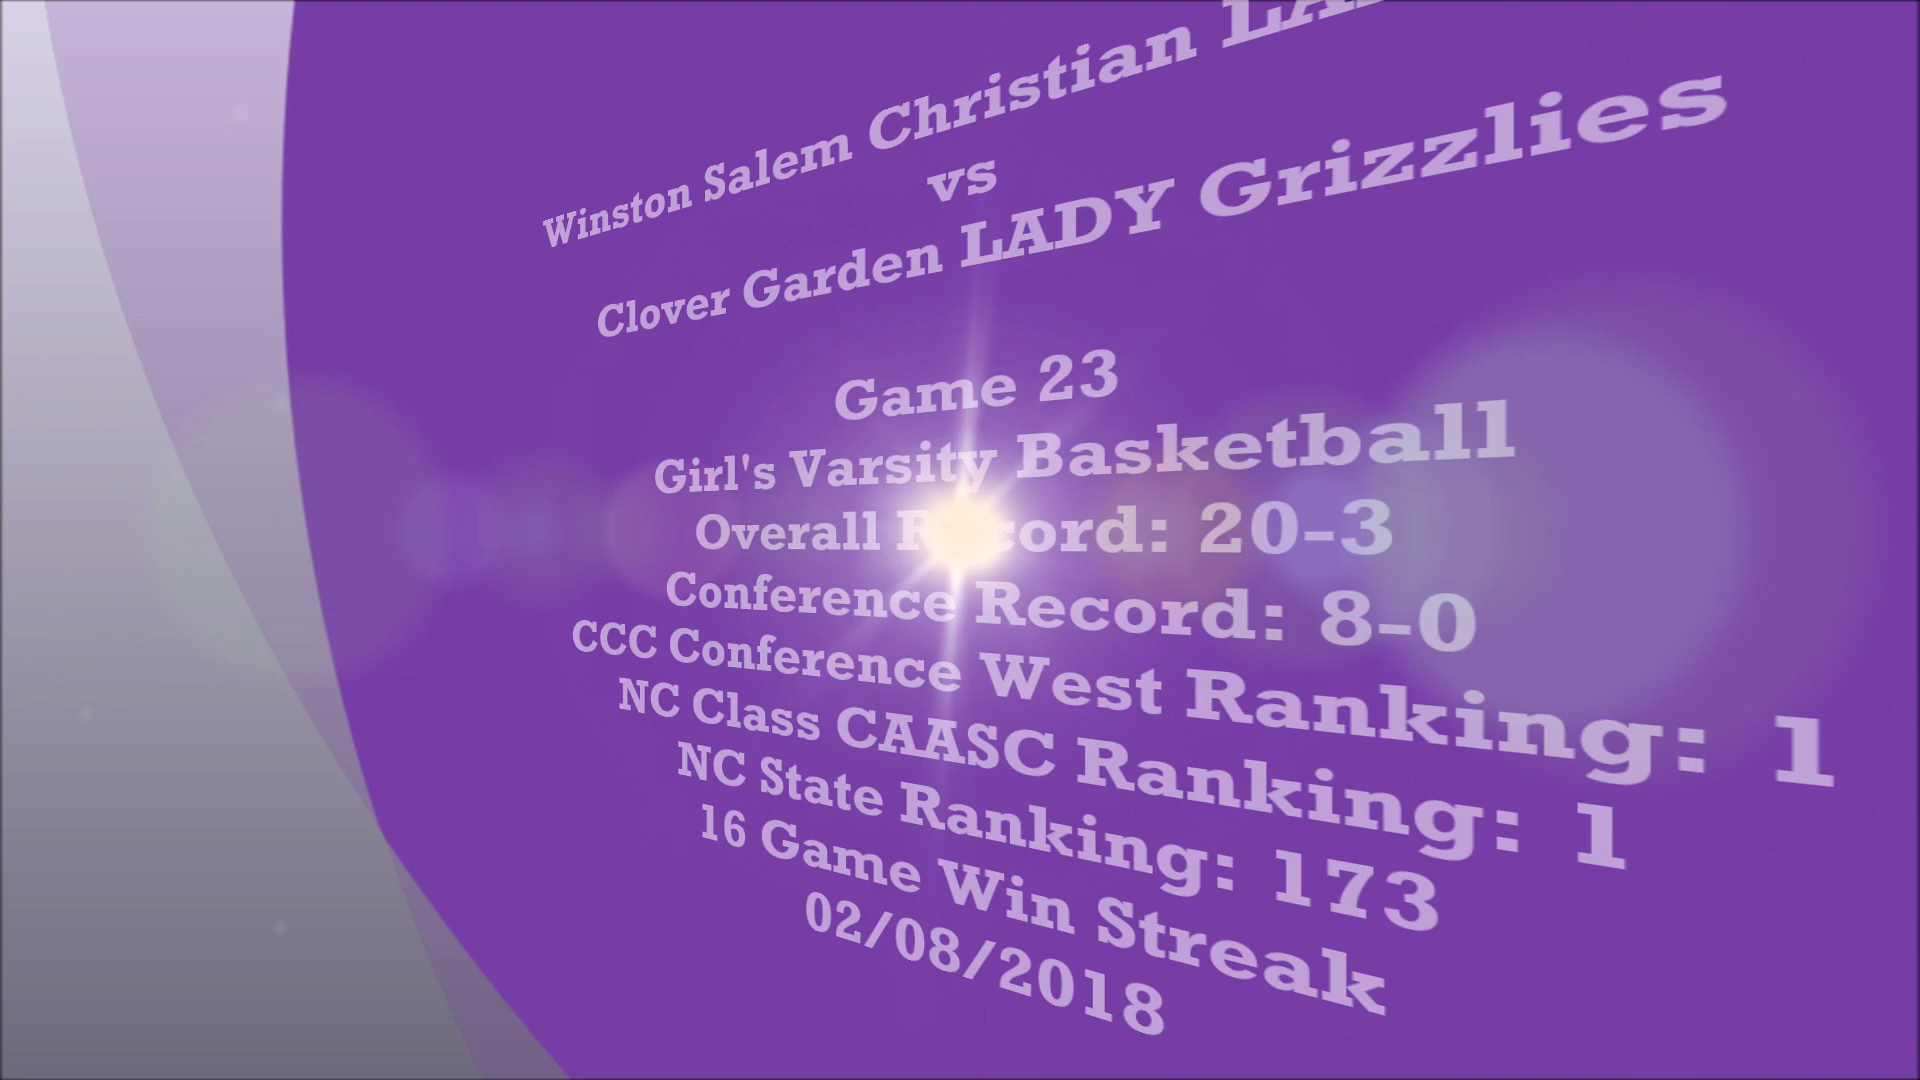 Winston Salem Christian
vs
Clover Garden LADY Grizzlies
Game 23
Girl's Varsity Basketball
Overall Record: 20-3
Conference Record: 8-0
CCC Conference West Ranking: 1
NC Class CAASC Ranking: 1
NC State Ranking: 173
16 Game Win Streak
02/08/2018